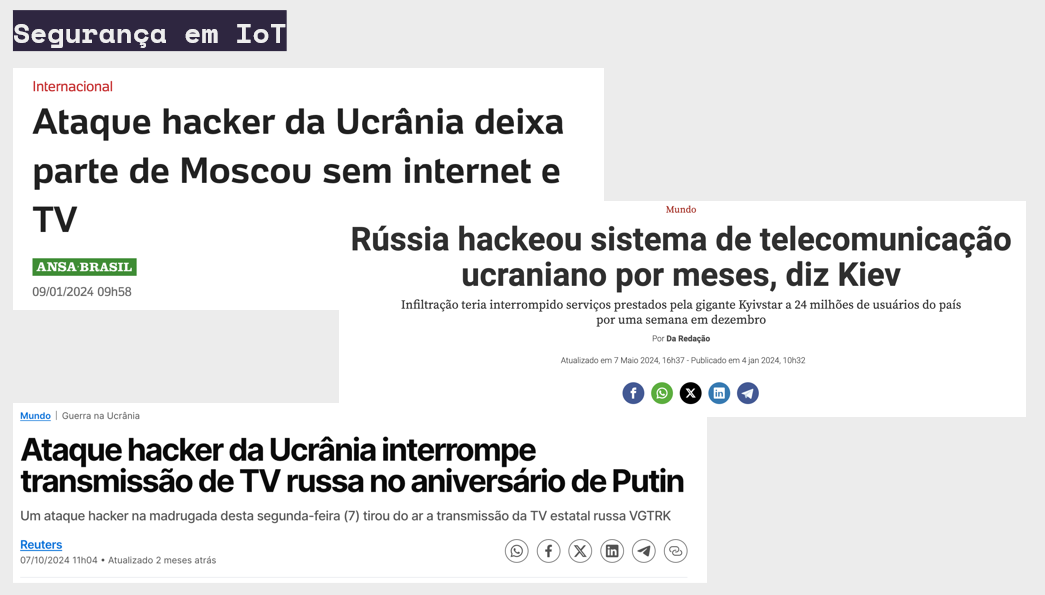 Segurança em IoT
Internacional
Ataque hacker da Ucrânia deixa
parte de Moscou sem internet e
TV
ANSA·BRASIL
09/01/2024 09h58
Mundo
Rússia hackeou sistema de telecomunicação
ucraniano por meses, diz Kiev
Infiltração teria interrompido serviços prestados pela gigante Kyivstar a 24 milhões de usuários do país
por uma semana em dezembro
Por Da Redação
Atualizado em 7 Maio 2024, 16h37 - Publicado em 4 jan 2024, 10h32
Mundo | Guerra na Ucrânia
Ataque hacker da Ucrânia interrompe
transmissão de TV russa no aniversário de Putin
Um ataque hacker na madrugada desta segunda-feira (7) tirou do ar a transmissão da TV estatal russa VGTRK
Reuters
07/10/2024 11h04 • Atualizado 2 meses atrás